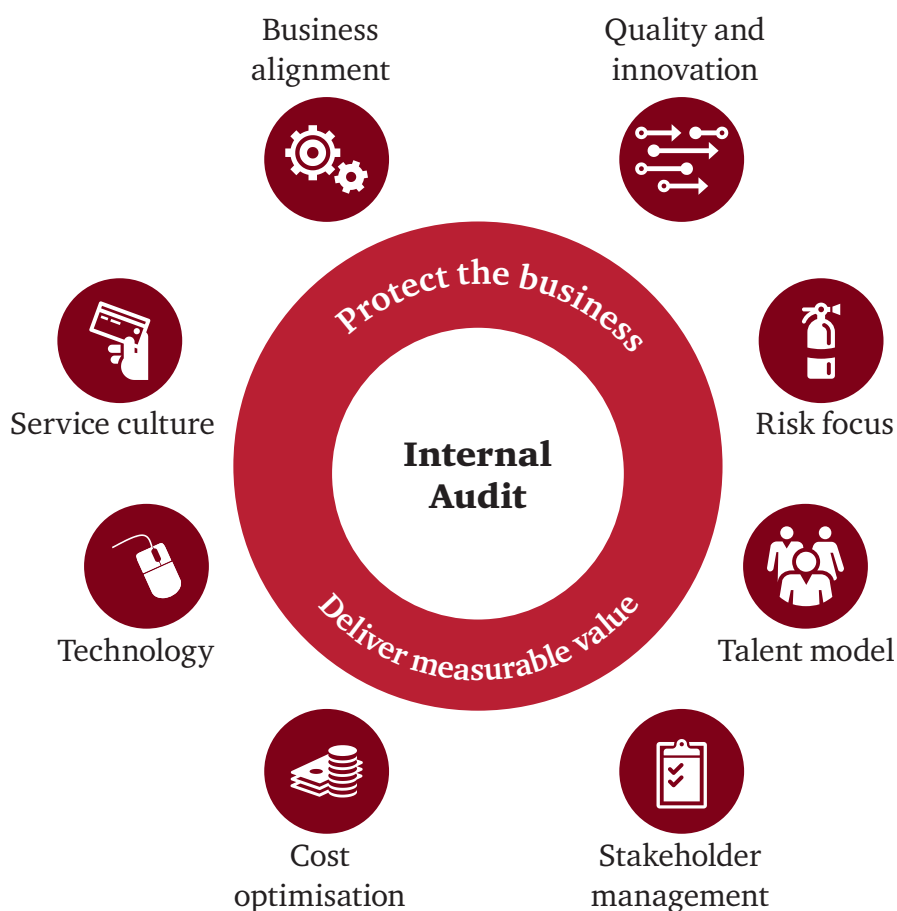 Business
alignment
Quality and
innovation
Protect the business
Service culture
Risk focus
Internal
Audit
Technology
Talent model
Deliver measurable value
Cost
optimisation
Stakeholder
management